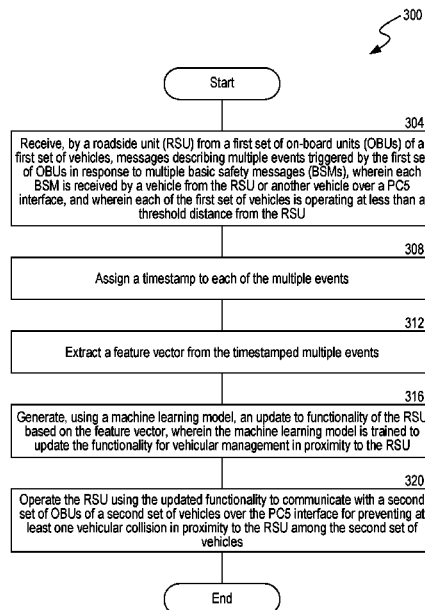 300
Start
304
Receive, by a roadside unit (RSU) from a first set of on-board units (OBUs) of a
first set of vehicles, messages describing multiple events triggered by the first set
of OBUs in response to multiple basic safety messages (BSMs), wherein each
BSM is received by a vehicle from the RSU or another vehicle over a PC5
interface, and wherein each of the first set of vehicles is operating at less than a
threshold distance from the RSU
308
Assign a timestamp to each of the multiple events
312
Extract a feature vector from the timestamped multiple events
316
Generate, using a machine learning model, an update to functionality of the RSU
based on the feature vector, wherein the machine learning model is trained to
update the functionality for vehicular management in proximity to the RSU
320
Operate the RSU using the updated functionality to communicate with a second
set of OBUs of a second set of vehicles over the PC5 interface for preventing at
least one vehicular collision in proximity to the RSU among the second set of
vehicles
End